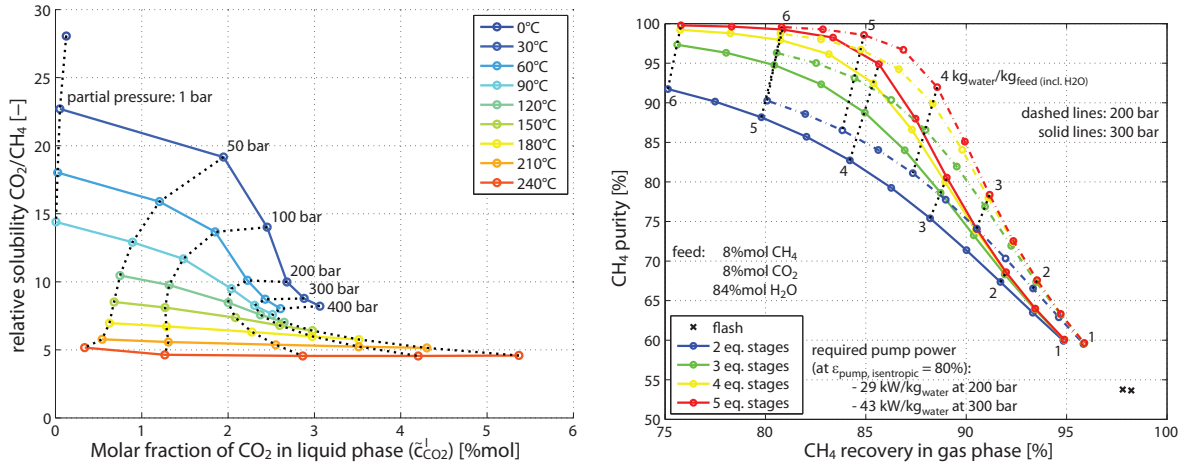 relative solubility CO2/CH4 [–]
30
25
20
15
10
5
0
partial pressure: 1 bar
50 bar
100 bar
200 bar
300 bar
400 bar
0°C
30°C
60°C
90°C
120°C
150°C
180°C
210°C
240°C
0 1 2 3 4 5 6
Molar fraction of CO2 in liquid phase (c̃ˡCO2) [%mol]
CH4 purity [%]
100
95
90
85
80
75
70
65
60
55
50
6
5
4 kgwater/kgfeed (incl. H2O)
dashed lines: 200 bar
solid lines: 300 bar
6
5
4
3
3
2
2
1
1
feed: 8%mol CH4
8%mol CO2
84%mol H2O
flash
2 eq. stages
3 eq. stages
4 eq. stages
5 eq. stages
required pump power
(at εpump, isentropic = 80%):
- 29 kW/kgwater at 200 bar
- 43 kW/kgwater at 300 bar
75 80 85 90 95 100
CH4 recovery in gas phase [%]